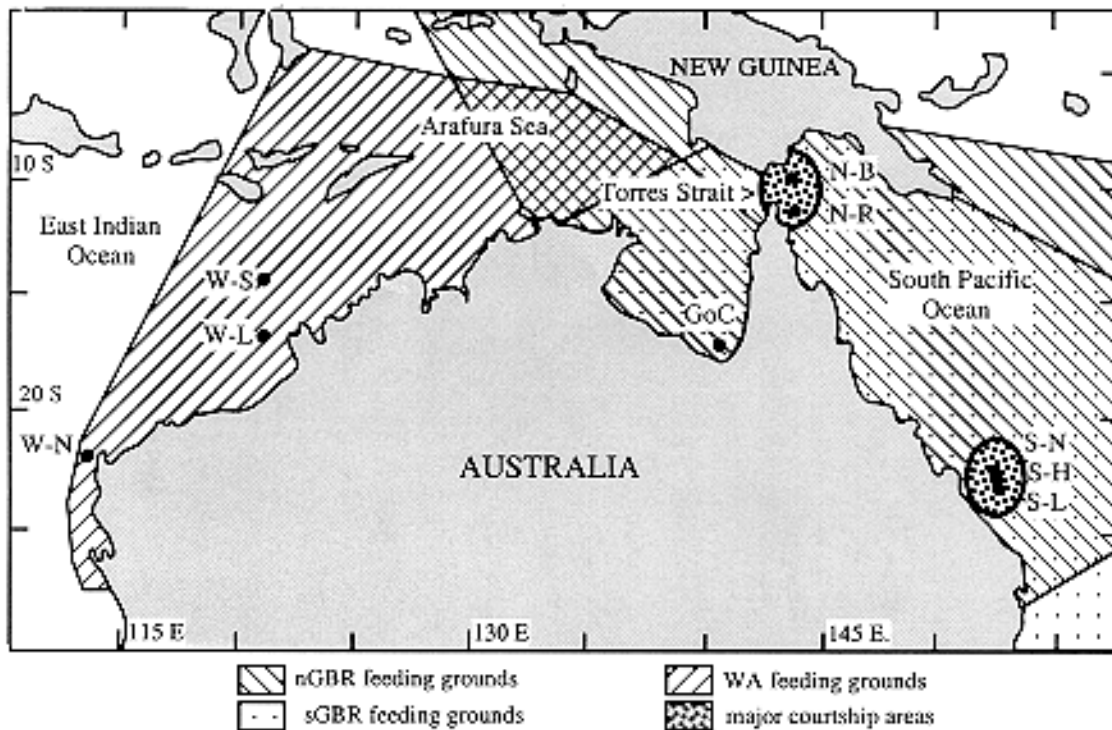 NEW GUINEA
Arafura Sea
10 S
Torres Strait >
N-B
N-R
East Indian
Ocean
W-S
South Pacific
Ocean
GoC
W-L
20 S
W-N
S-N
S-H
S-L
AUSTRALIA
115 E
130 E
145 E.
nGBR feeding grounds
WA feeding grounds
sGBR feeding grounds
major courtship areas